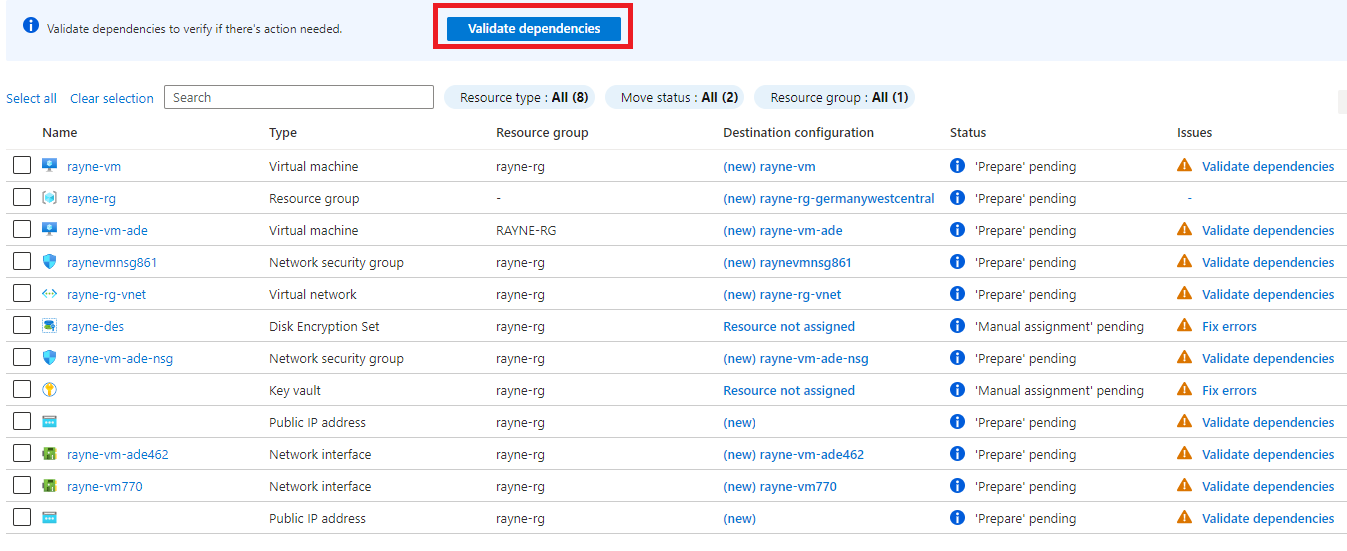 Validate dependencies to verify if there's action needed. Validate dependencies
Select all Clear selection Search Resource type : All (8) Move status : All (2) Resource group : All (1)
Name Type Resource group Destination configuration Status Issues
rayne-vm Virtual machine rayne-rg (new) rayne-vm 'Prepare' pending Validate dependencies
rayne-rg Resource group - (new) rayne-rg-germanywestcentral 'Prepare' pending -
rayne-vm-ade Virtual machine RAYNE-RG (new) rayne-vm-ade 'Prepare' pending Validate dependencies
raynevmnsg861 Network security group rayne-rg (new) raynevmnsg861 'Prepare' pending Validate dependencies
rayne-rg-vnet Virtual network rayne-rg (new) rayne-rg-vnet 'Prepare' pending Validate dependencies
rayne-des Disk Encryption Set rayne-rg Resource not assigned 'Manual assignment' pending Fix errors
rayne-vm-ade-nsg Network security group rayne-rg (new) rayne-vm-ade-nsg 'Prepare' pending Validate dependencies
Key vault rayne-rg Resource not assigned 'Manual assignment' pending Fix errors
Public IP address rayne-rg (new) 'Prepare' pending Validate dependencies
rayne-vm-ade462 Network interface rayne-rg (new) rayne-vm-ade462 'Prepare' pending Validate dependencies
rayne-vm770 Network interface rayne-rg (new) rayne-vm770 'Prepare' pending Validate dependencies
Public IP address rayne-rg (new) 'Prepare' pending Validate dependencies